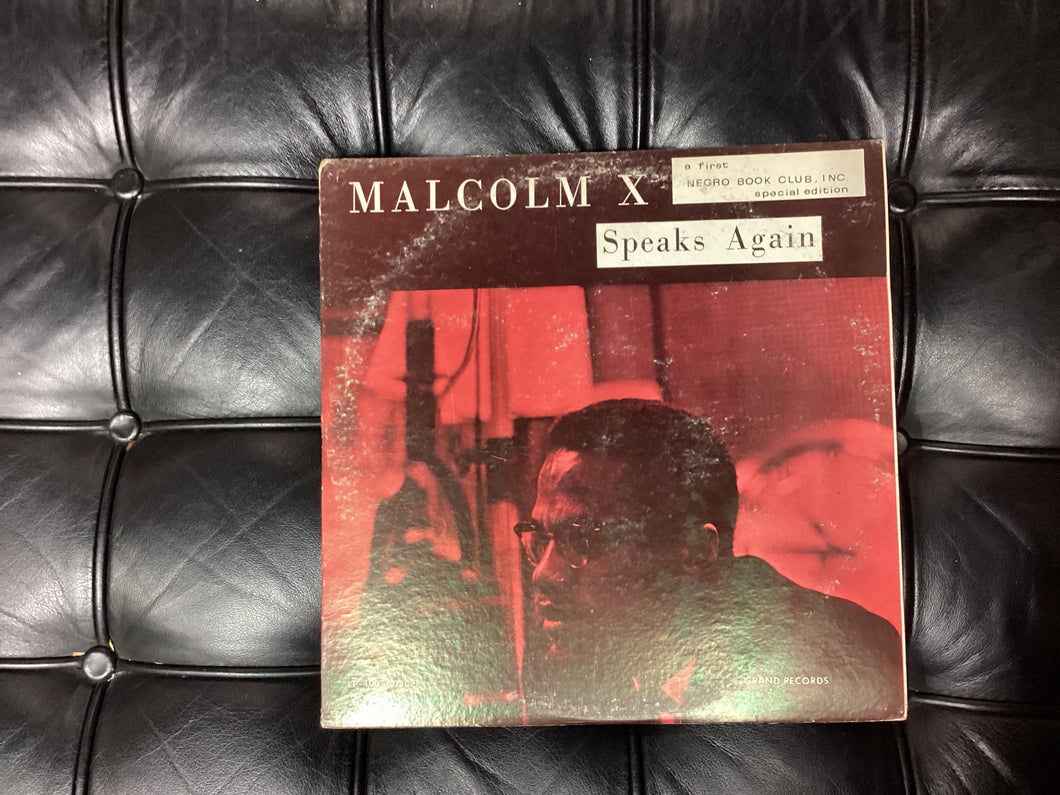 MALCOLM X
a first
NEGRO BOOK CLUB, INC.
special edition
Speaks Again
GRAND RECORDS